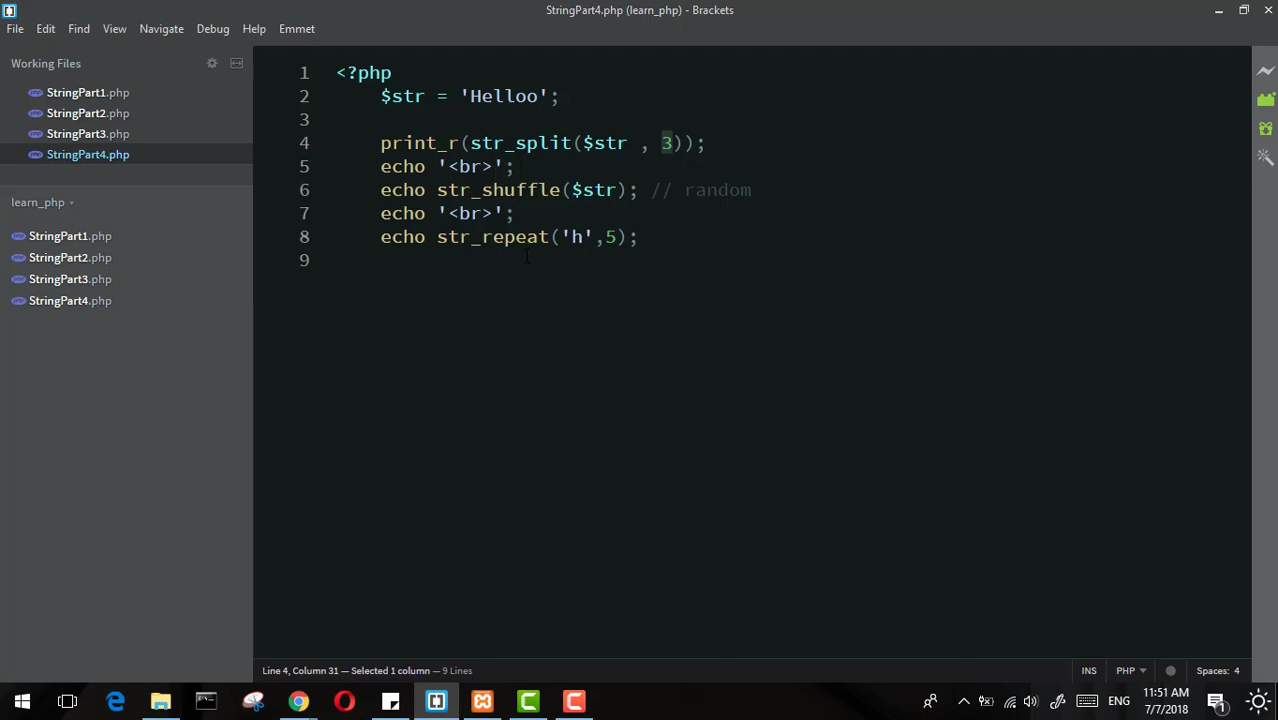 StringPart4.php (learn_php) - Brackets
File Edit Find View Navigate Debug Help Emmet
Working Files
StringPart1.php
StringPart2.php
StringPart3.php
StringPart4.php
learn_php
StringPart1.php
StringPart2.php
StringPart3.php
StringPart4.php
1 <?php
2 $str = 'Helloo';
3
4 print_r(str_split($str , 3));
5 echo '<br>';
6 echo str_shuffle($str); // random
7 echo '<br>';
8 echo str_repeat('h',5);
9
Line 4, Column 31 — Selected 1 column — 9 Lines
INS PHP Spaces: 4
ENG
11:51 AM
7/7/2018
1